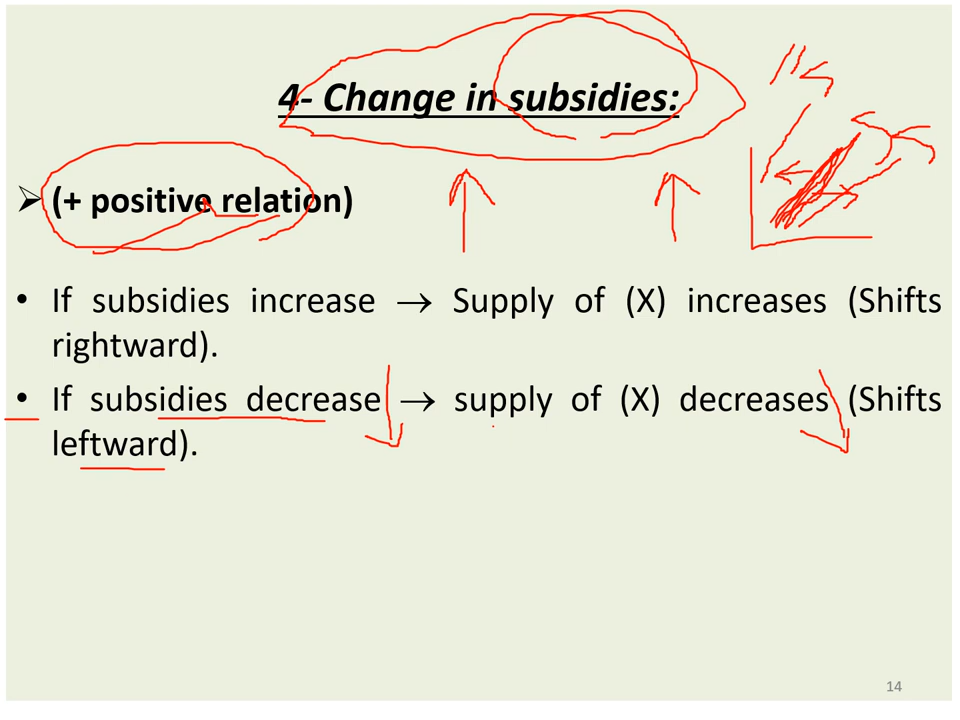 4- Change in subsidies:
➢ (+ positive relation)
• If subsidies increase → Supply of (X) increases (Shifts
rightward).
• If subsidies decrease → supply of (X) decreases (Shifts
leftward).
14